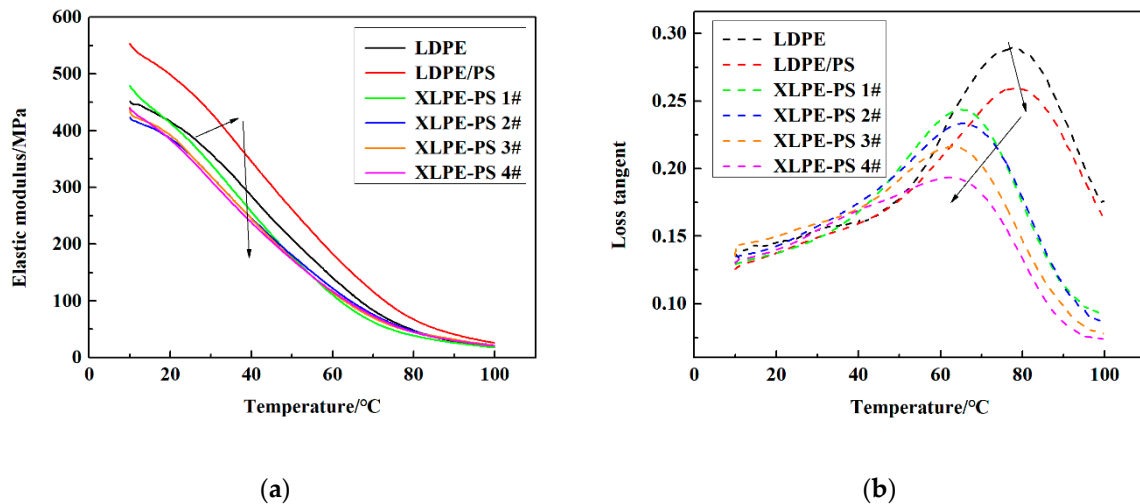 600
500
400
300
200
100
0
0 20 40 60 80 100
Elastic modulus/MPa
Temperature/°C
LDPE
LDPE/PS
XLPE-PS 1#
XLPE-PS 2#
XLPE-PS 3#
XLPE-PS 4#
(a)
0.30
0.25
0.20
0.15
0.10
0 20 40 60 80 100
Loss tangent
Temperature/°C
LDPE
LDPE/PS
XLPE-PS 1#
XLPE-PS 2#
XLPE-PS 3#
XLPE-PS 4#
(b)